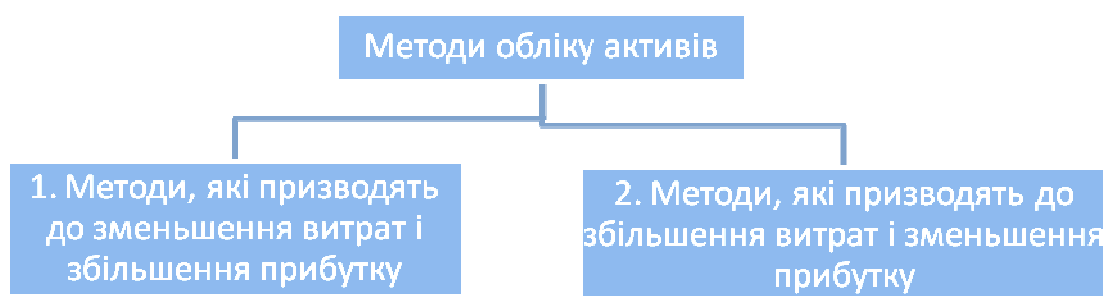 Методи обліку активів
1. Методи, які призводять
до зменьшення витрат і
збільшення прибутку
2. Методи, які призводять до
збільшення витрат і зменьшення
прибутку